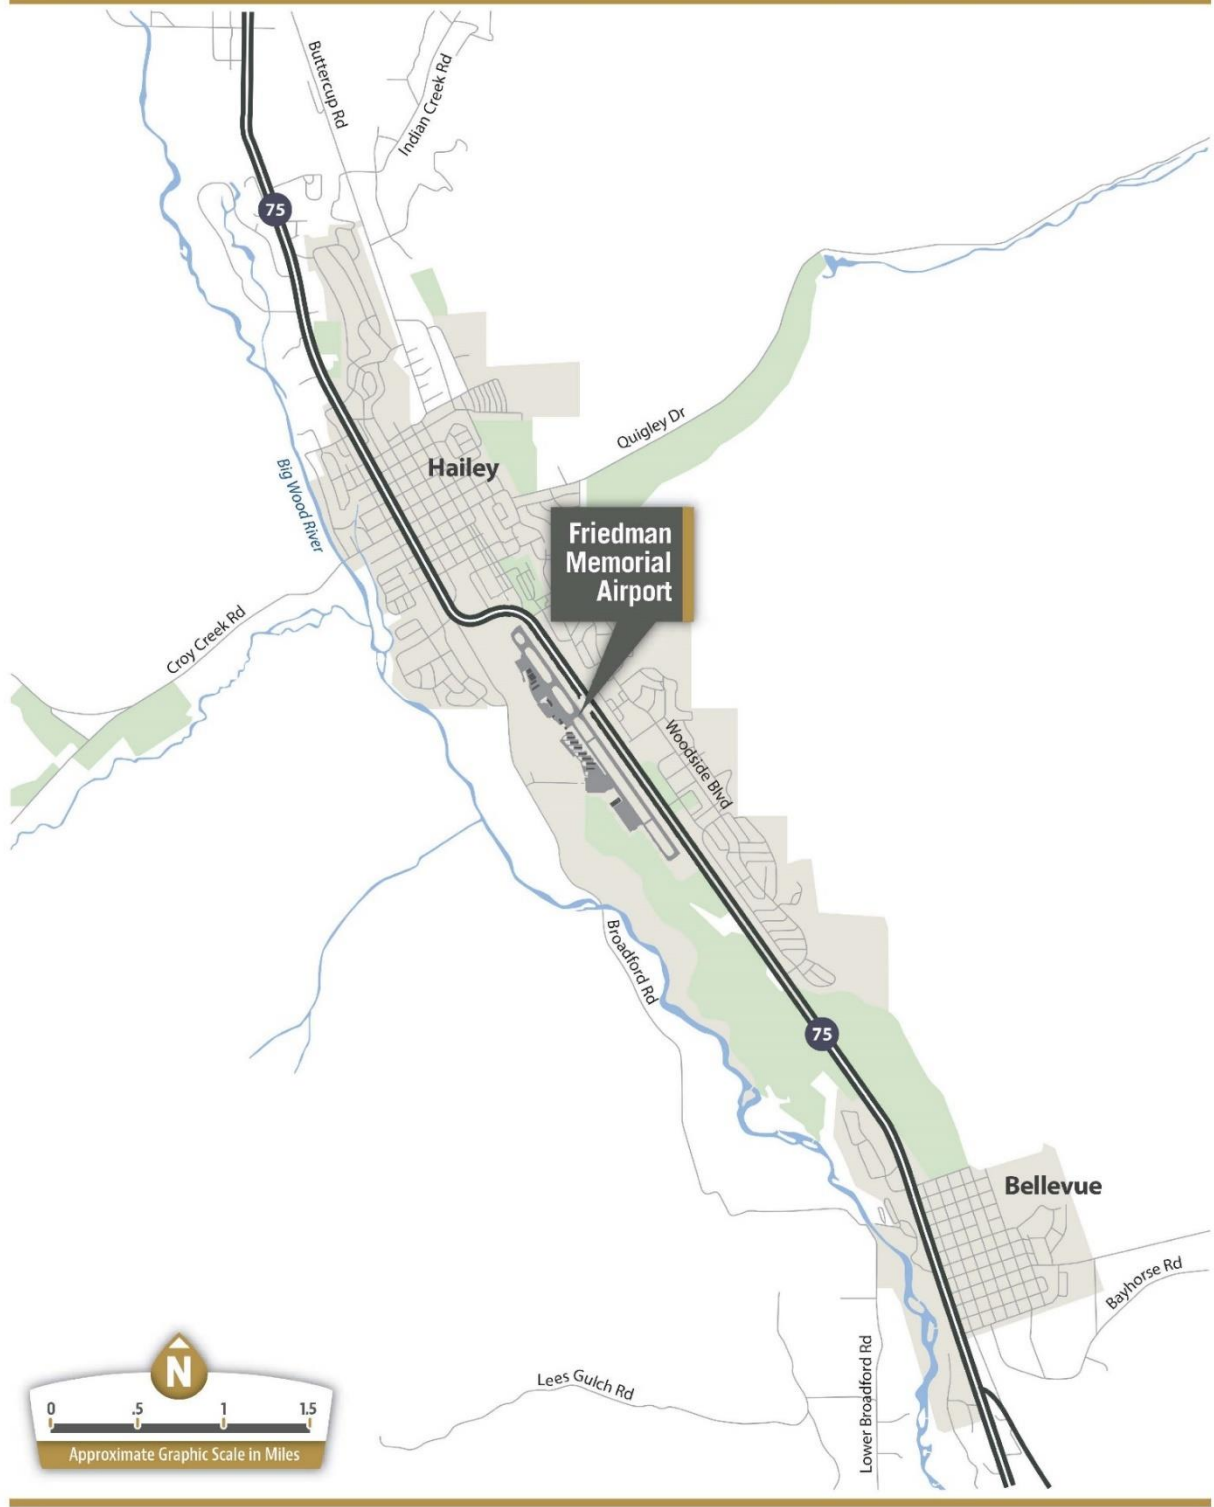 Buttercup Rd
Indian Creek Rd
75
Quigley Dr
Hailey
Big Wood River
Friedman
Memorial
Airport
Croy Creek Rd
Woodside Blvd
Broadford Rd
75
Bellevue
Bayhorse Rd
Lees Gulch Rd
Lower Broadford Rd
N
0 .5 1 1.5
Approximate Graphic Scale in Miles